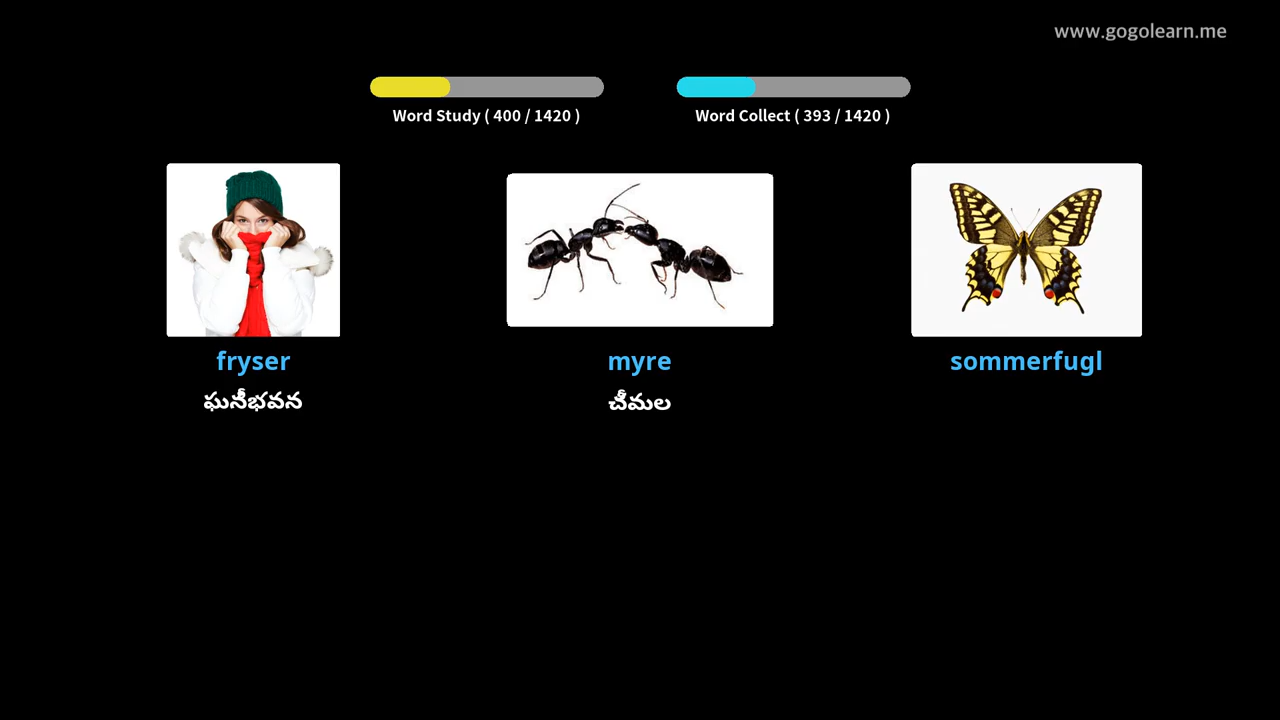 www.gogolearn.me
Word Study ( 400 / 1420 )
Word Collect ( 393 / 1420 )
fryser
myre
sommerfugl
ఘనీభవన
చీమల